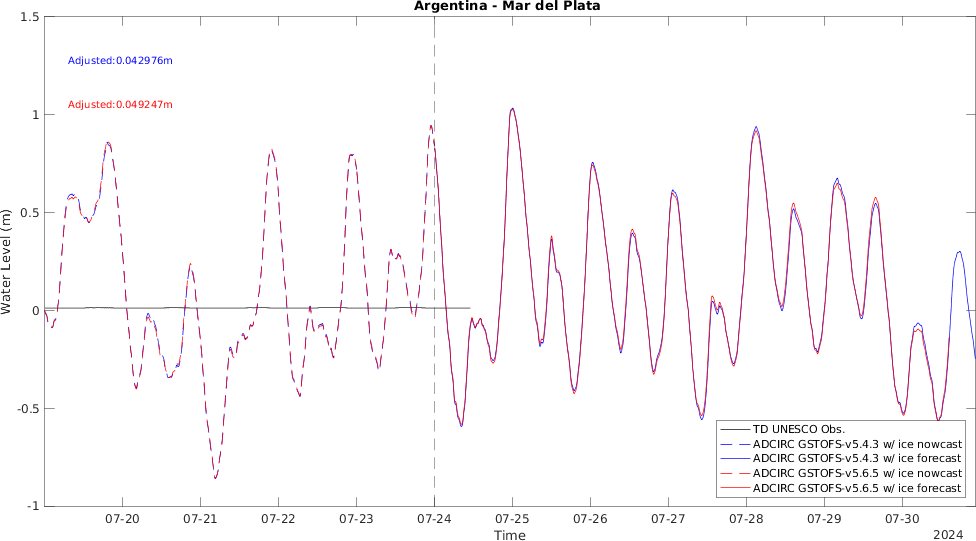 Argentina - Mar del Plata
1.5
Adjusted:0.042976m
Adjusted:0.049247m
1
0.5
0
-0.5
-1
Water Level (m)
TD UNESCO Obs.
ADCIRC GSTOFS-v5.4.3 w/ ice nowcast
ADCIRC GSTOFS-v5.4.3 w/ ice forecast
ADCIRC GSTOFS-v5.6.5 w/ ice nowcast
ADCIRC GSTOFS-v5.6.5 w/ ice forecast
07-20 07-21 07-22 07-23 07-24 07-25 07-26 07-27 07-28 07-29 07-30
Time
2024